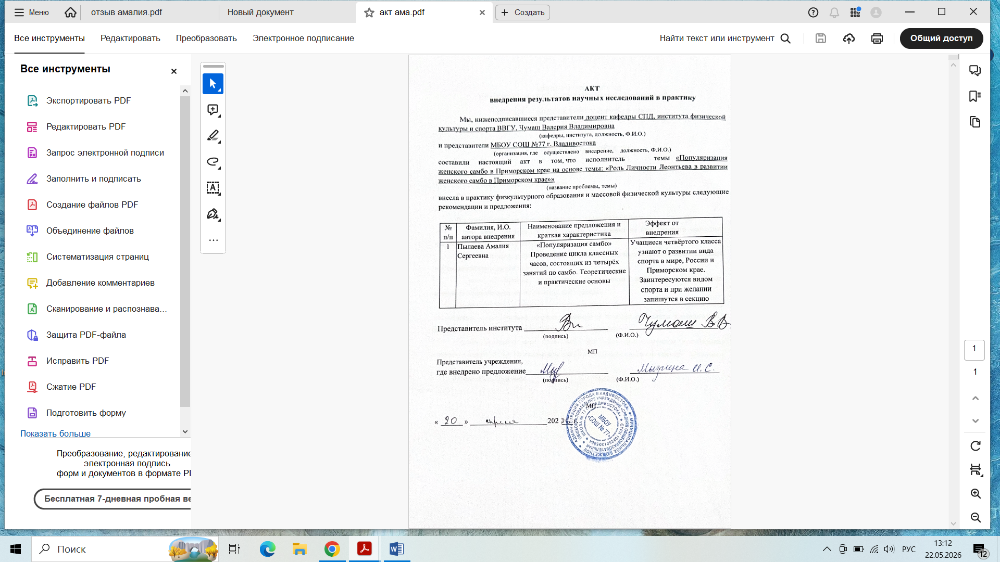 Меню
отзыв амалия.pdf
Новый документ
акт ама.pdf
Создать
Все инструменты
Редактировать
Преобразовать
Электронное подписание
Найти текст или инструмент
Общий доступ
Все инструменты
Экспортировать PDF
Редактировать PDF
Запрос электронной подписи
Заполнить и подписать
Создание файлов PDF
Объединение файлов
Систематизация страниц
Добавление комментариев
Сканирование и распознава...
Защита PDF-файла
Исправить PDF
Сжатие PDF
Подготовить форму
Показать больше
Преобразование, редактирование
электронная подпись
форм и документов в формате PI
Бесплатная 7-дневная пробная ве
АКТ
внедрения результатов научных исследований в практику
Мы, нижеподписавшиеся представители доцент кафедры СПД, института физической
культуры и спорта ВВГУ, Чумаш Валерия Владимировна
(кафедры, института, должность, Ф.И.О.)
и представители МБОУ СОШ №77 г. Владивостока
(организация, где осуществлено внедрение, должность, Ф.И.О.)
составили настоящий акт в том, что исполнитель темы «Популяризация
женского самбо в Приморском крае на основе темы: «Роль Личности Леонтьева в развитии
женского самбо в Приморском крае»»
(название проблемы, темы)
внесла в практику физкультурного образования и массовой физической культуры следующие
рекомендации и предложения:
№
п/п
Фамилия, И.О.
автора внедрения
Наименование предложения и
краткая характеристика
Эффект от
внедрения
1
Пылаева Амалия
Сергеевна
«Популяризация самбо»
Проведение цикла классных
часов, состоящих из четырёх
занятий по самбо. Теоретические
и практические основы
Учащиеся четвёртого класса
узнают о развитии вида
спорта в мире, России и
Приморском крае.
Заинтересуются видом
спорта и при желании
запишутся в секцию
Представитель института Чумаш В.В.
(подпись) (Ф.И.О.)
МП
Представитель учреждения,
где внедрено предложение
(подпись) (Ф.И.О.)
МП.
« 20 » апреля 2026 г.
МБОУ
«СОШ № 77»
1
1
Поиск
РУС
13:12
22.05.2026
12